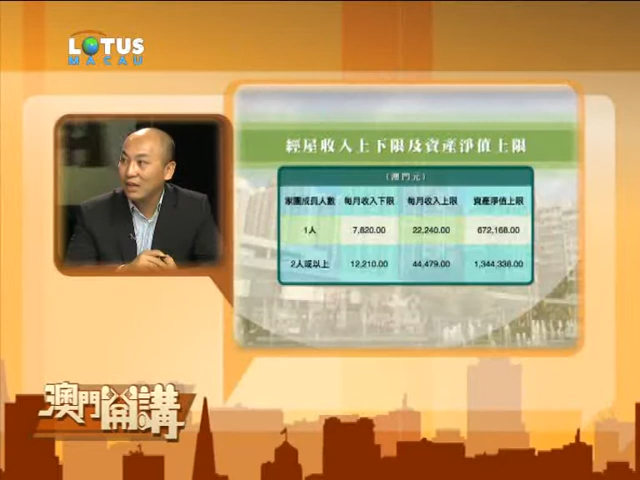 LOTUS
MACAU
經屋收入上下限及資產淨值上限
(澳門元)
家團成員人數 每月收入下限 每月收入上限 資產淨值上限
1人 7,820.00 22,240.00 672,168.00
2人或以上 12,210.00 44,479.00 1,344,336.00
澳門開講